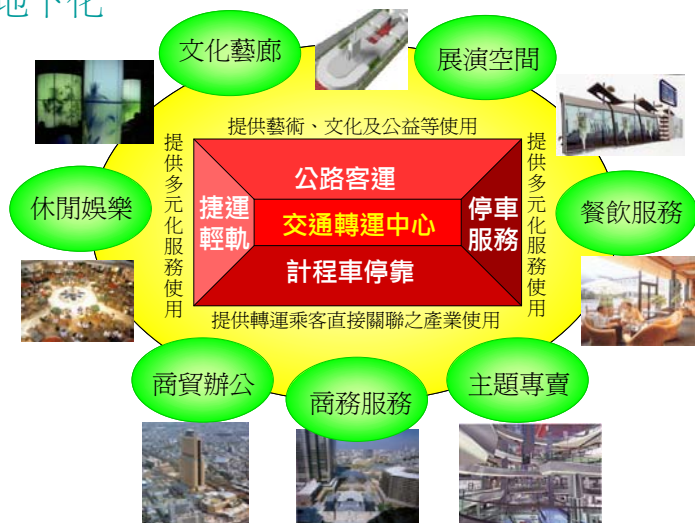 地下化
文化藝廊
展演空間
提供藝術、文化及公益等使用
提供多元化服務使用
公路客運
捷運
輕軌
交通轉運中心
停車
服務
計程車停靠
提供多元化服務使用
休閒娛樂
餐飲服務
提供轉運乘客直接關聯之產業使用
商貿辦公
商務服務
主題專賣